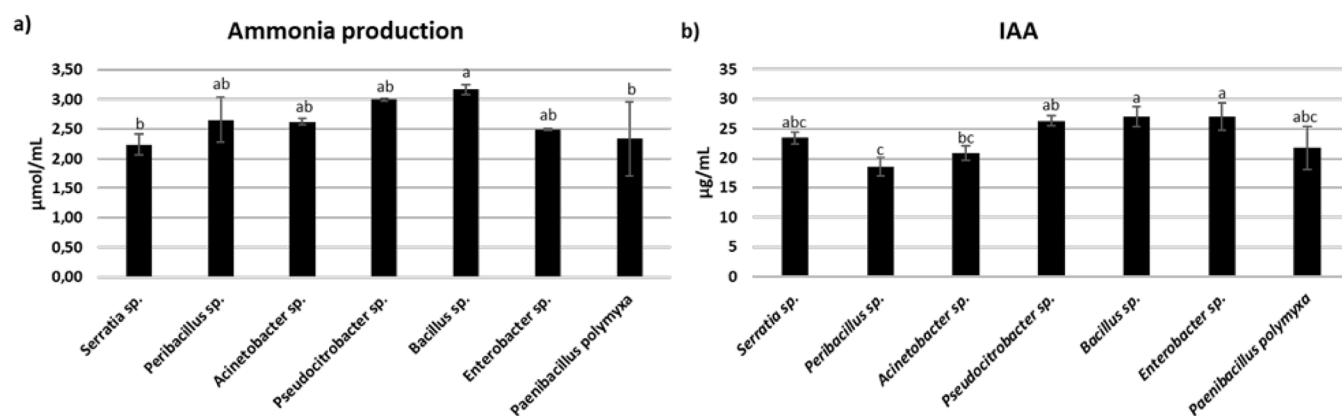 a)
Ammonia production
µmol/mL
3,50
3,00
2,50
2,00
1,50
1,00
0,50
0,00
b
ab
ab
ab
a
ab
b
Serratia sp.
Peribacillus sp.
Acinetobacter sp.
Pseudocitrobacter sp.
Bacillus sp.
Enterobacter sp.
Paenibacillus polymyxa
b)
IAA
µg/mL
35
30
25
20
15
10
5
0
abc
c
bc
ab
a
a
abc
Serratia sp.
Peribacillus sp.
Acinetobacter sp.
Pseudocitrobacter sp.
Bacillus sp.
Enterobacter sp.
Paenibacillus polymyxa